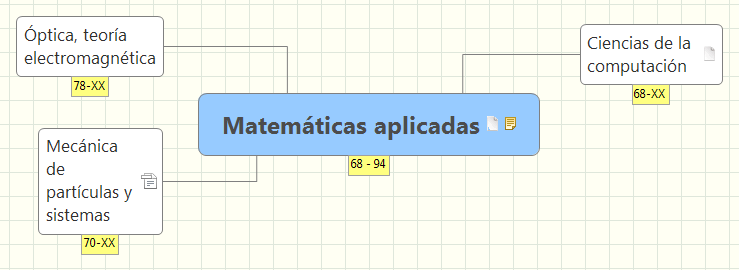 Óptica, teoría
electromagnética
78-XX
Ciencias de la
computación
68-XX
Matemáticas aplicadas
68 - 94
Mecánica
de
partículas y
sistemas
70-XX